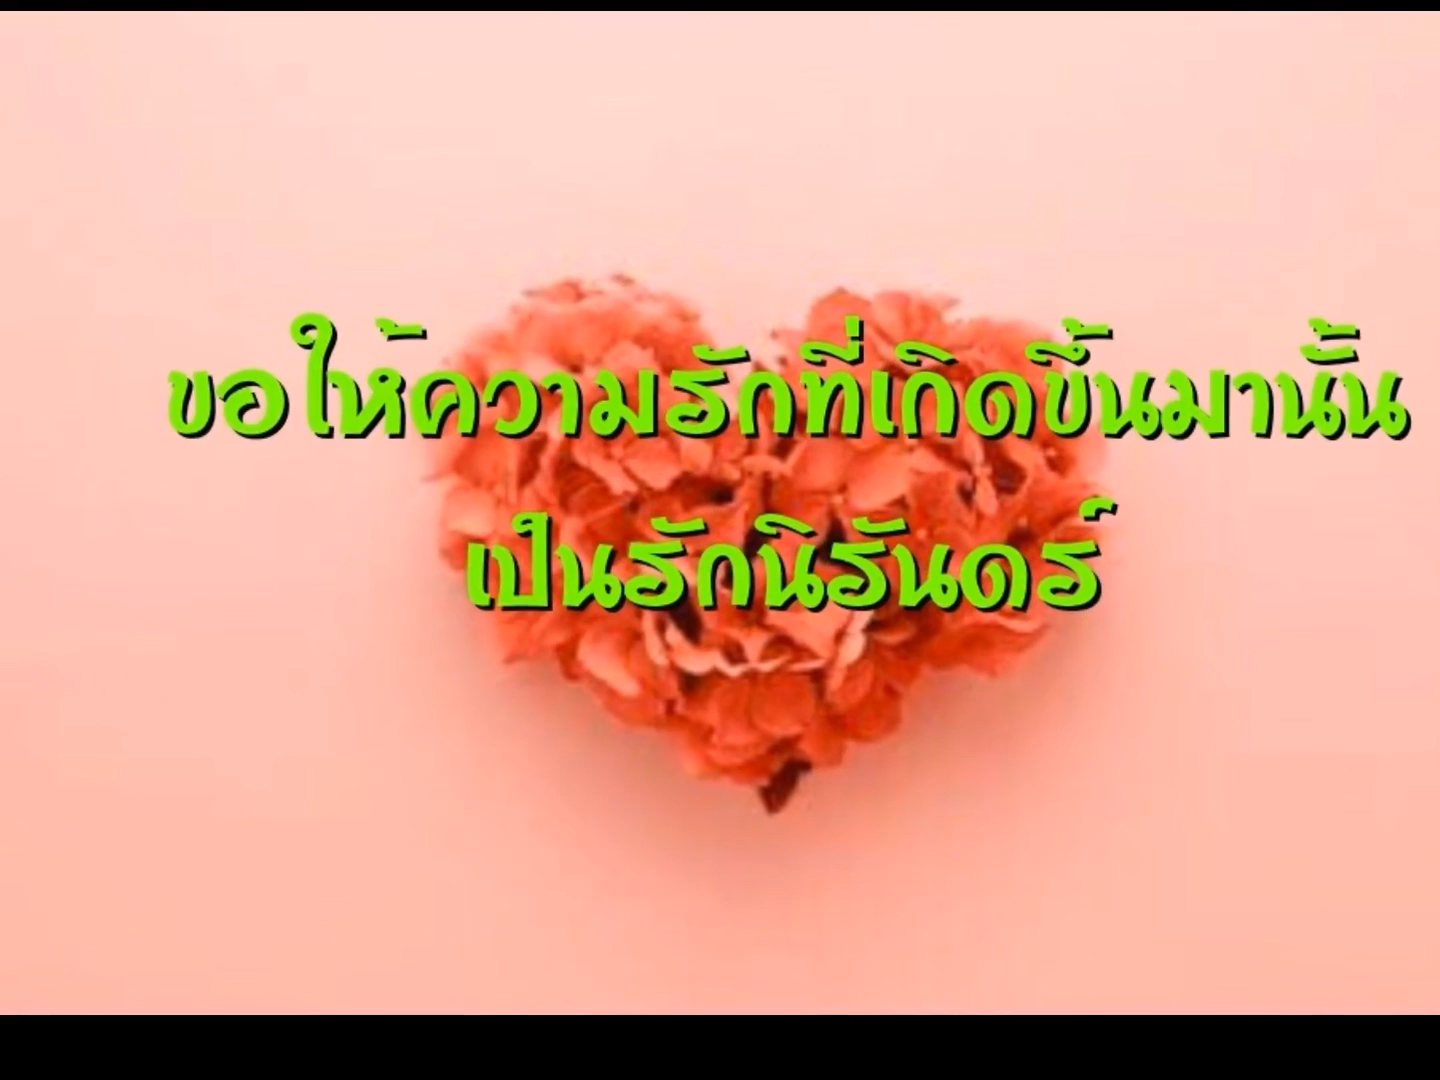 ขอให้ความรักที่เกิดขึ้นมานั้น
เป็นรักนิรันดร์